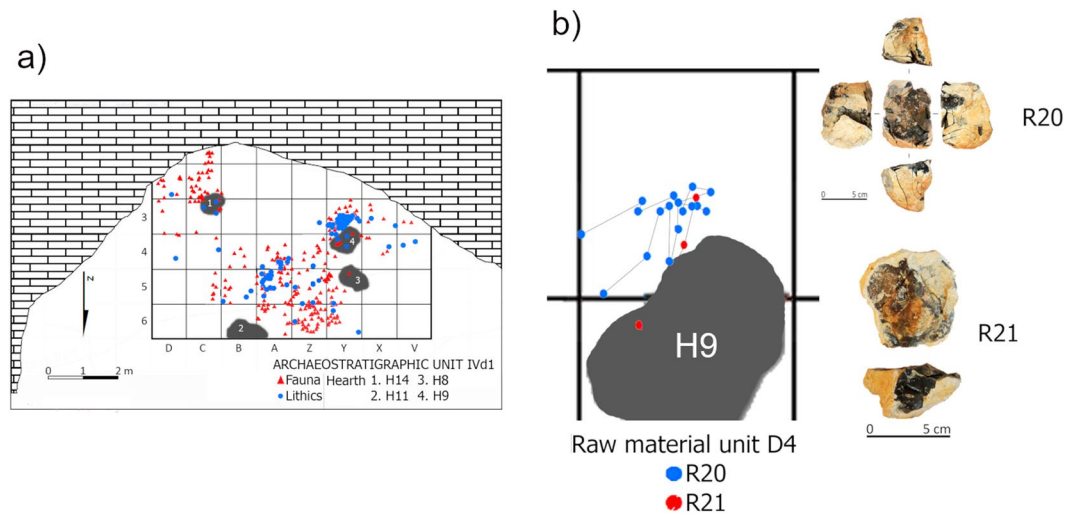 a)
1
2
3
4
3
4
5
6
D C B A Z Y X V
N
0 1 2 m
ARCHAEOSTRATIGRAPHIC UNIT IVd1
Fauna Hearth 1. H14 3. H8
Lithics 2. H11 4. H9
b)
H9
Raw material unit D4
R20
R21
R20
0 5 cm
R21
0 5 cm